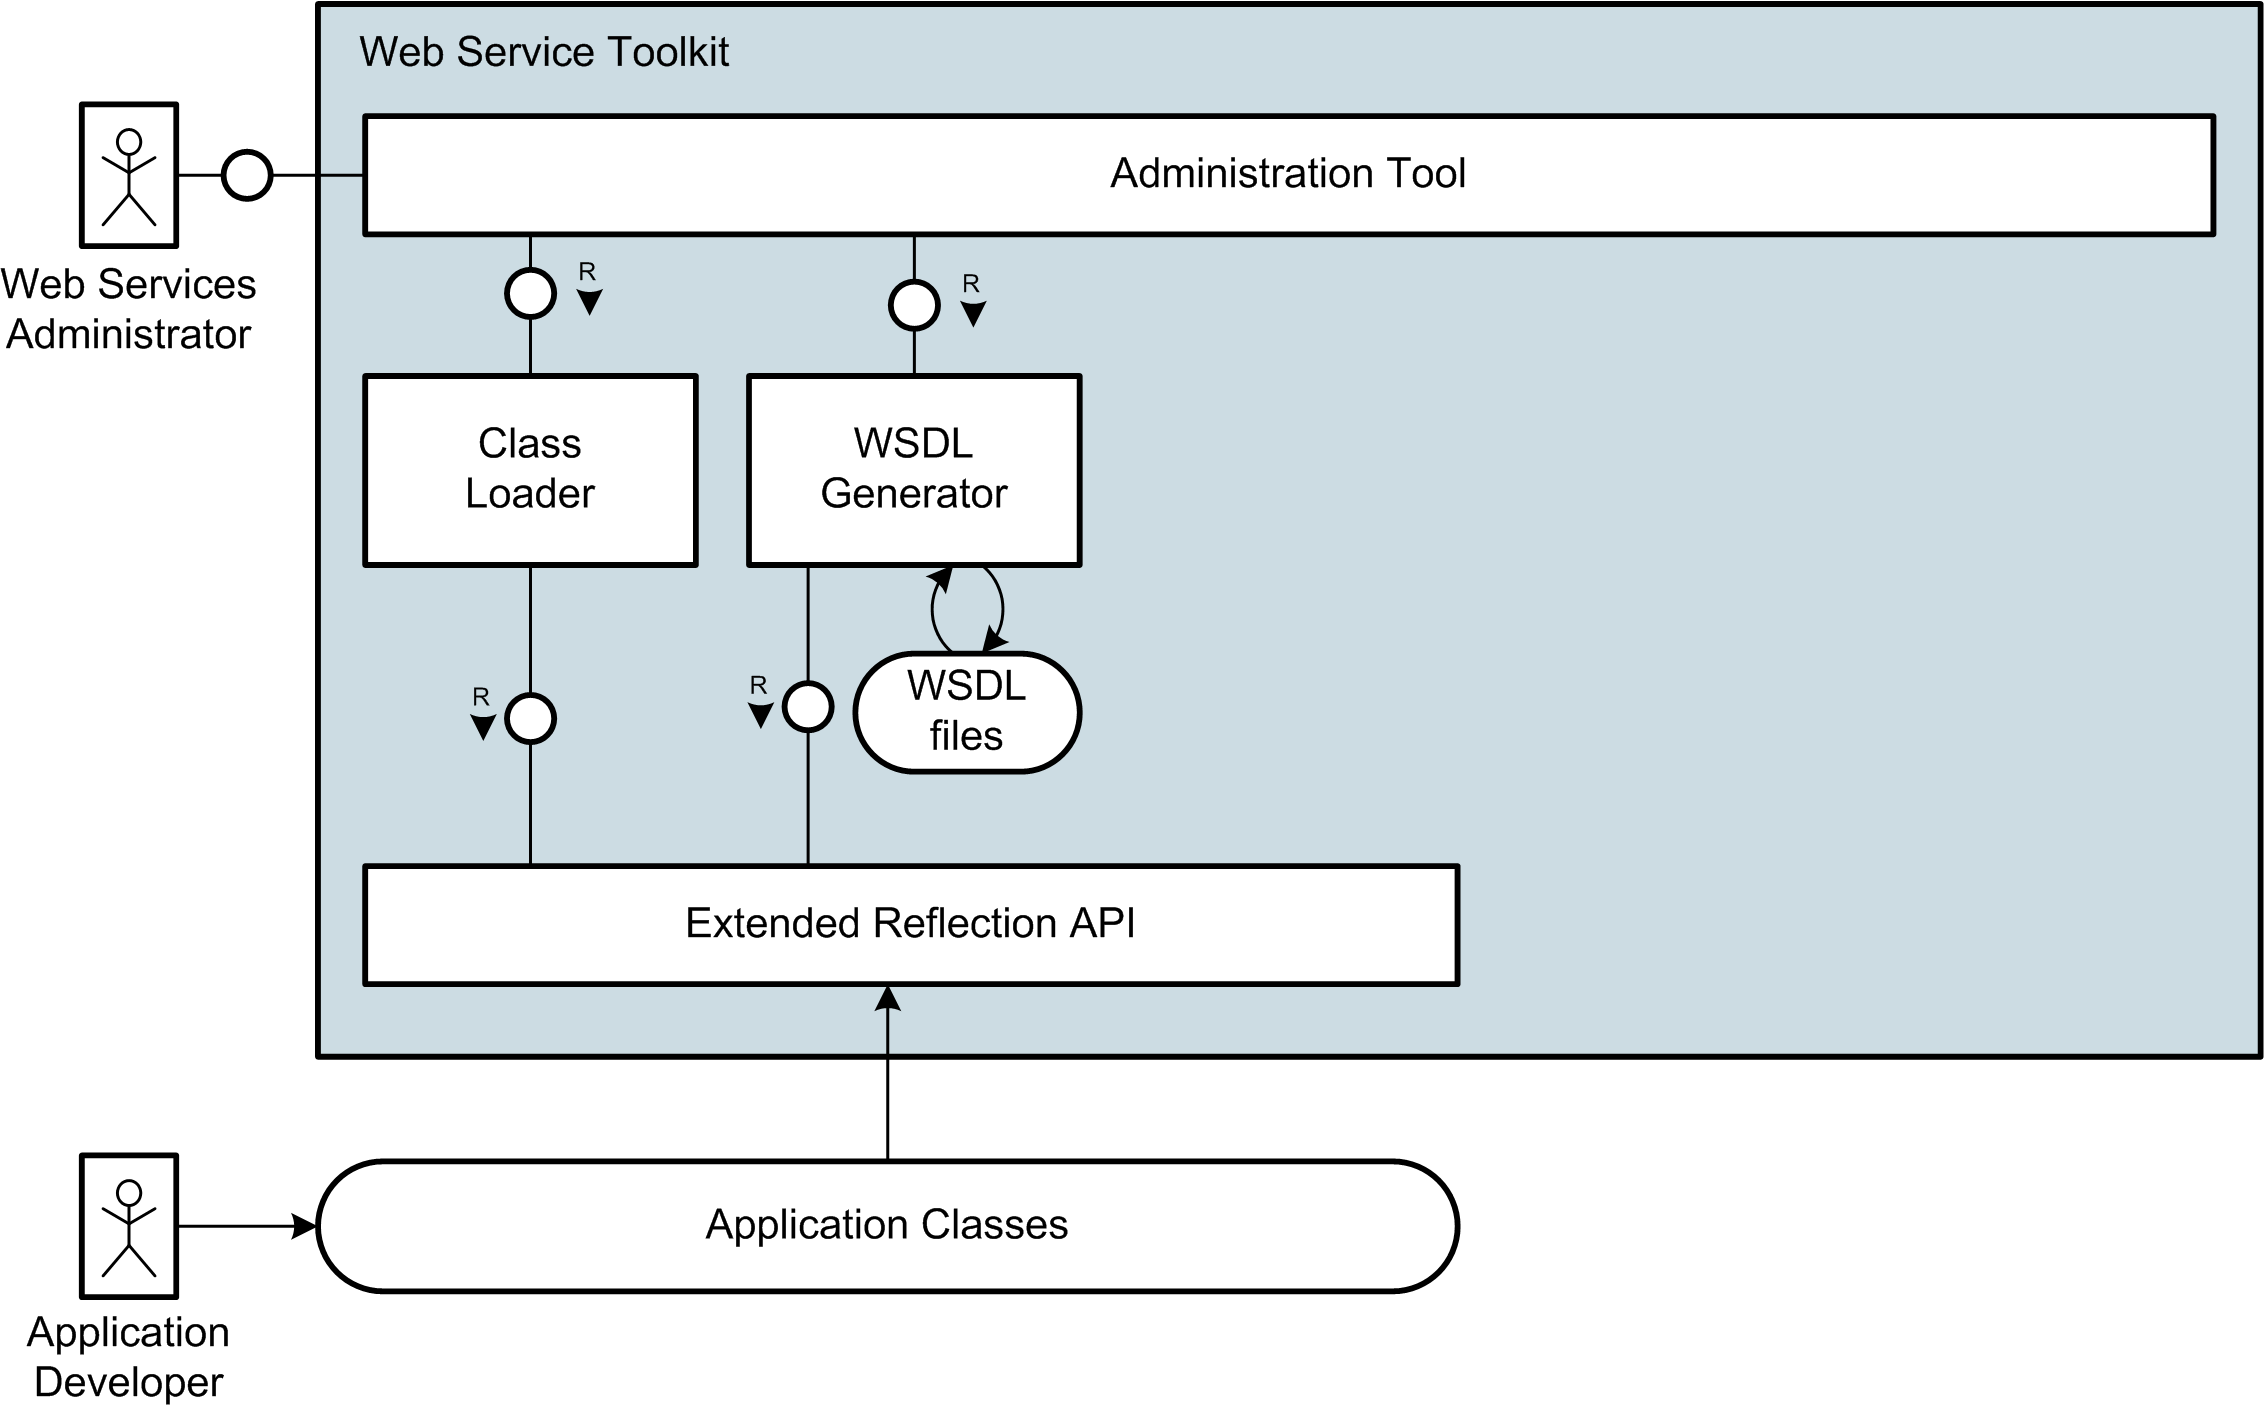 Web Service Toolkit
Administration Tool
Web Services
Administrator
R
R
Class
Loader
WSDL
Generator
R
R
WSDL
files
Extended Reflection API
Application Classes
Application
Developer